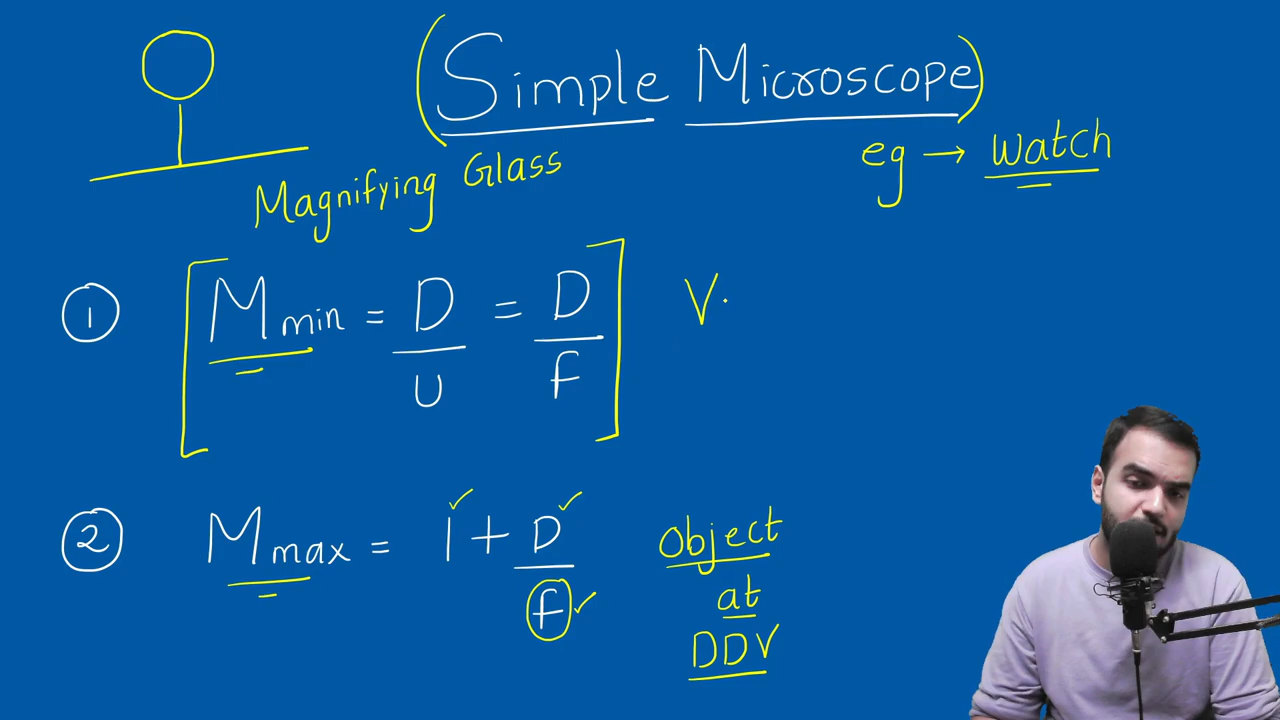 (Simple Microscope)
Magnifying Glass
eg → Watch
① [M min = D/u = D/f] V.
② M max = 1 + D/f
Object
at
DDV